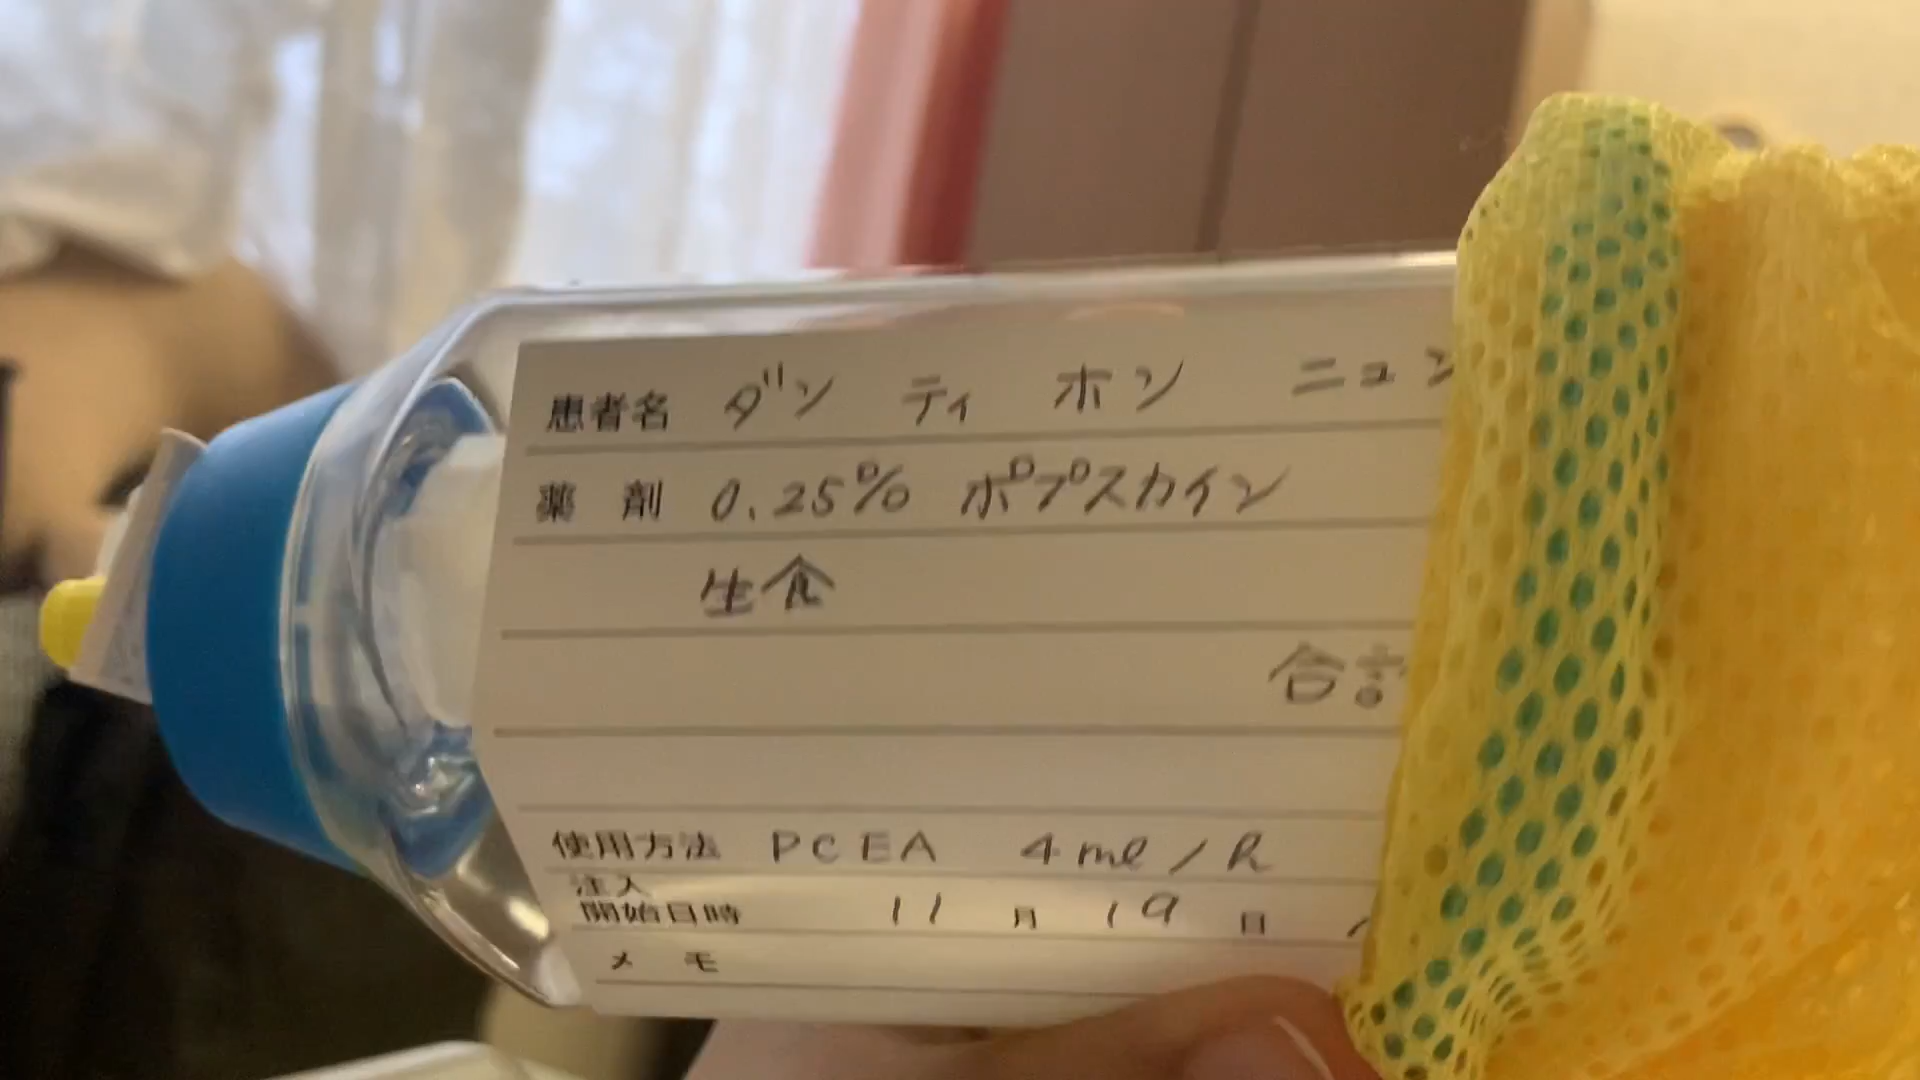 患者名 ダン ティ ホン ニュン
薬 剤 0.25% ポプスカイン
生食
合計
使用方法 PCEA 4ml/h
注入
開始日時 11 月 19 日
メ モ